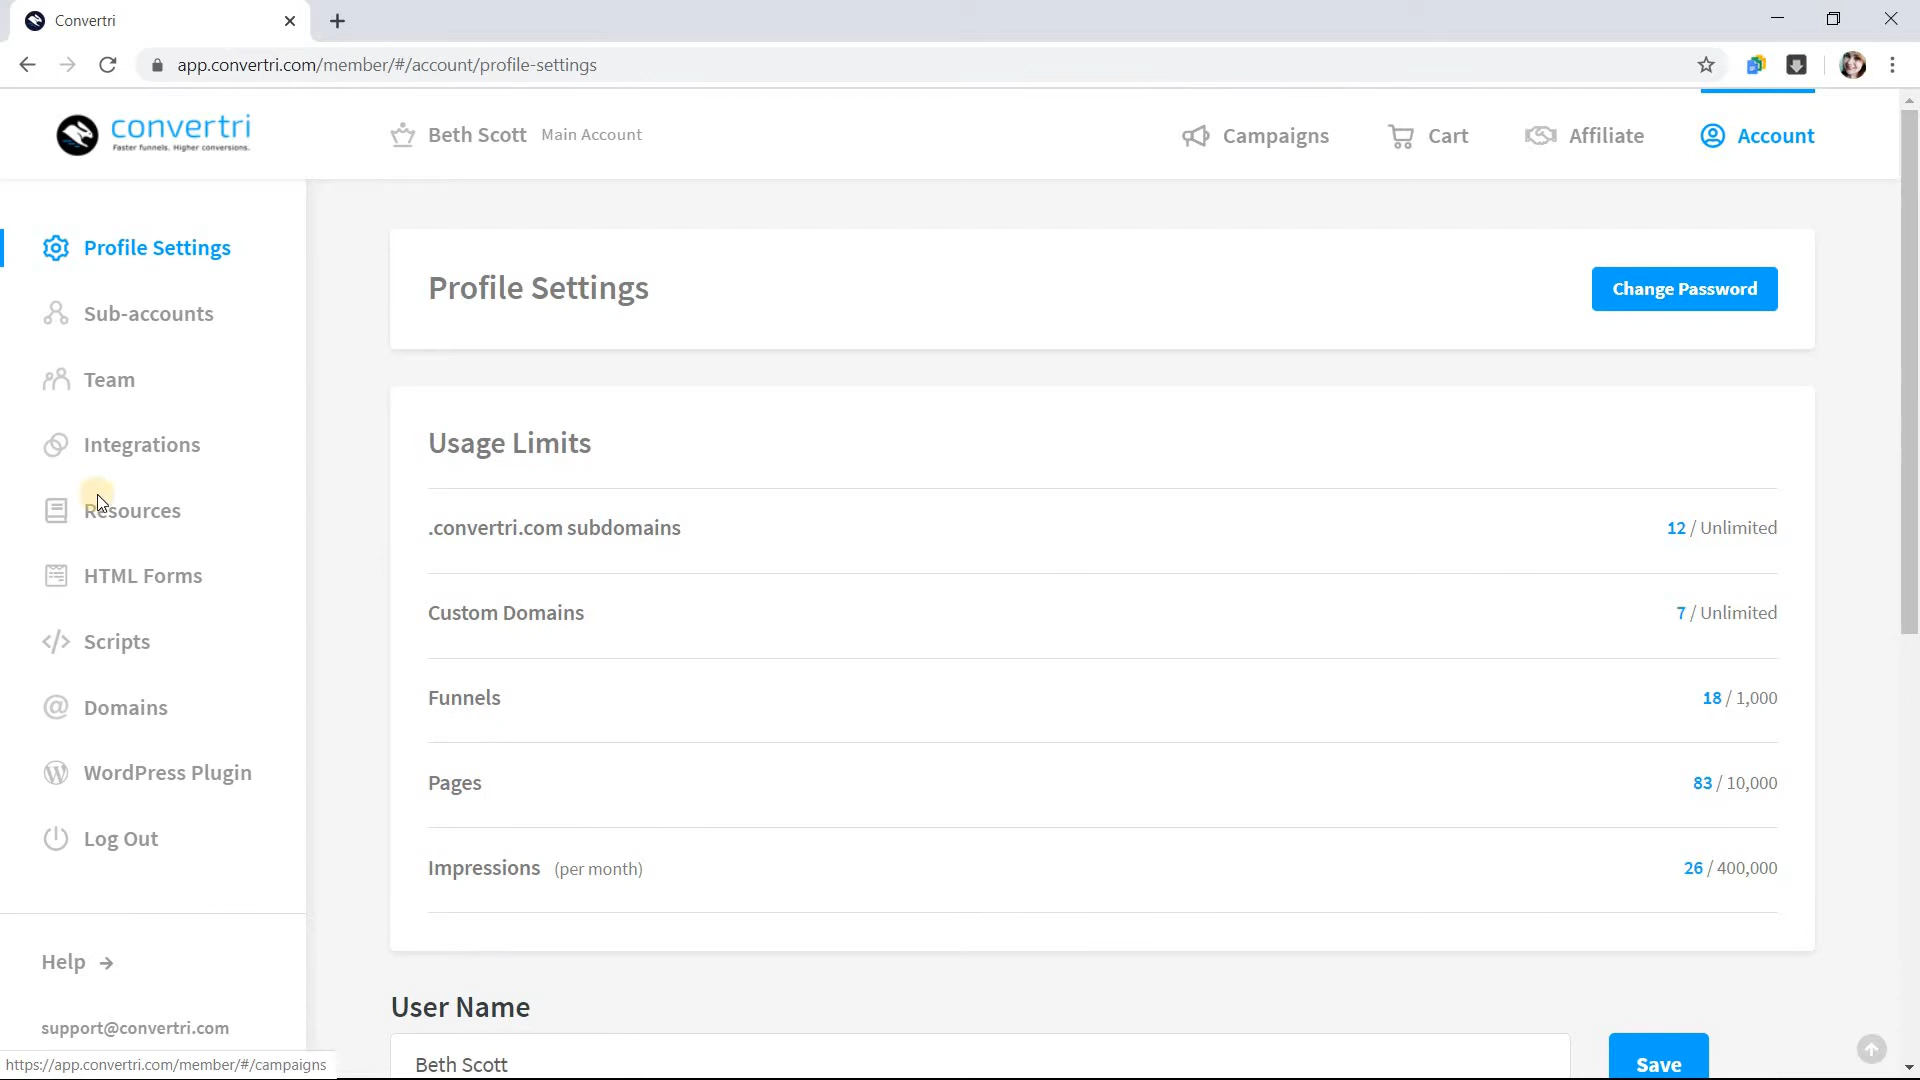 Convertri
app.convertri.com/member/#/account/profile-settings
convertri
Faster funnels. Higher conversions.
Beth Scott Main Account
Campaigns
Cart
Affiliate
Account
Profile Settings
Sub-accounts
Team
Integrations
Resources
HTML Forms
Scripts
Domains
WordPress Plugin
Log Out
Help
support@convertri.com
https://app.convertri.com/member/#/campaigns
Profile Settings
Change Password
Usage Limits
.convertri.com subdomains 12 / Unlimited
Custom Domains 7 / Unlimited
Funnels 18 / 1,000
Pages 83 / 10,000
Impressions (per month) 26 / 400,000
User Name
Beth Scott
Save